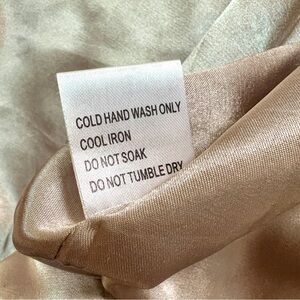 COLD HAND WASH ONLY
COOL IRON
DO NOT SOAK
DO NOT TUMBLE DRY